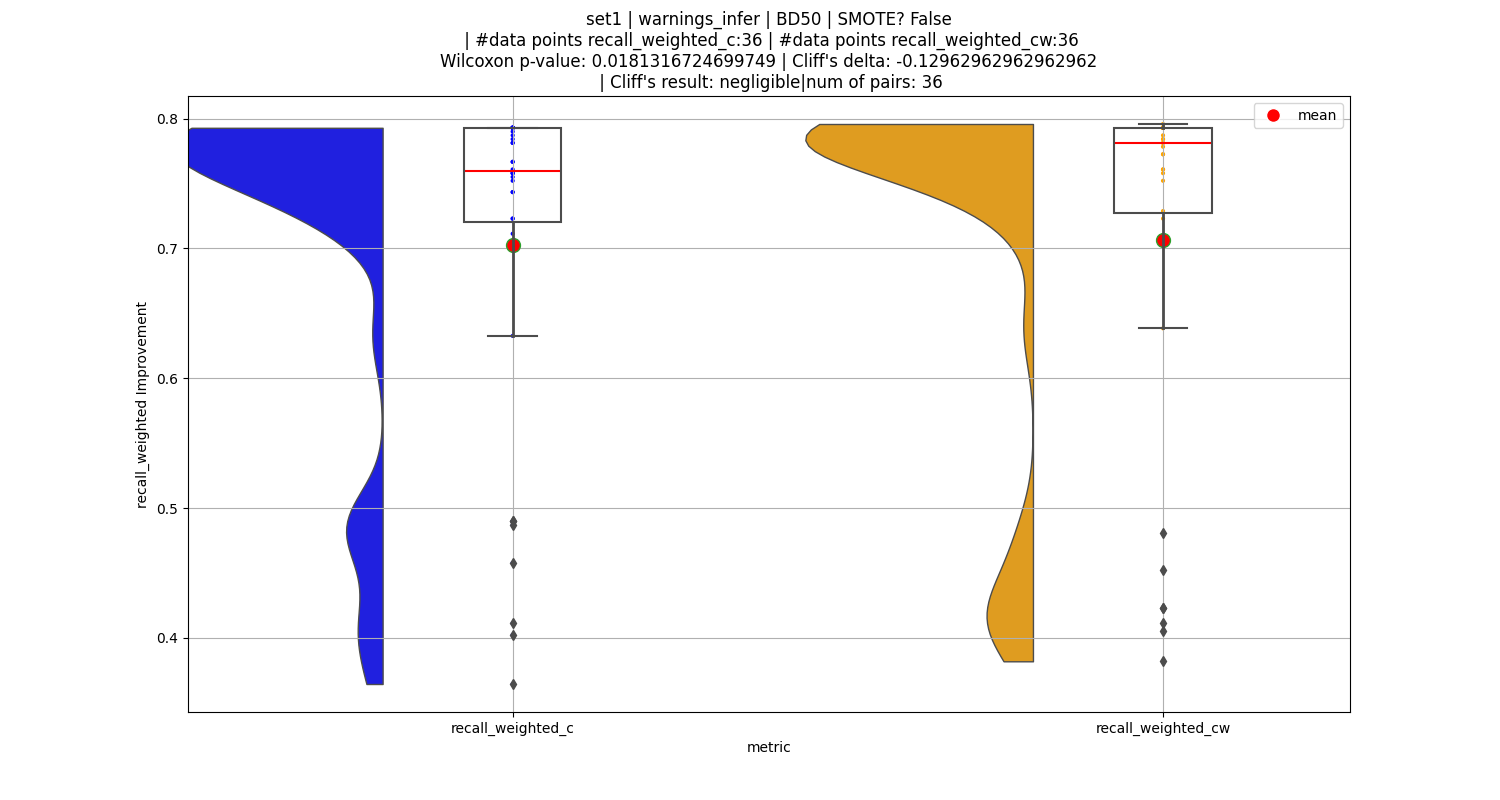 set1 | warnings_infer | BD50 | SMOTE? False
| #data points recall_weighted_c:36 | #data points recall_weighted_cw:36
Wilcoxon p-value: 0.0181316724699749 | Cliff's delta: -0.12962962962962962
| Cliff's result: negligible|num of pairs: 36
mean
0.8
0.7
0.6
0.5
0.4
recall_weighted Improvement
recall_weighted_c
recall_weighted_cw
metric